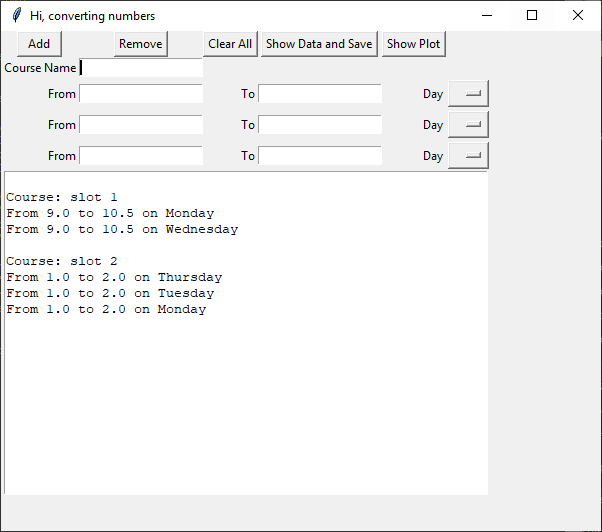 Hi, converting numbers
Add Remove Clear All Show Data and Save Show Plot
Course Name
From To Day
From To Day
From To Day
Course: slot 1
From 9.0 to 10.5 on Monday
From 9.0 to 10.5 on Wednesday
Course: slot 2
From 1.0 to 2.0 on Thursday
From 1.0 to 2.0 on Tuesday
From 1.0 to 2.0 on Monday